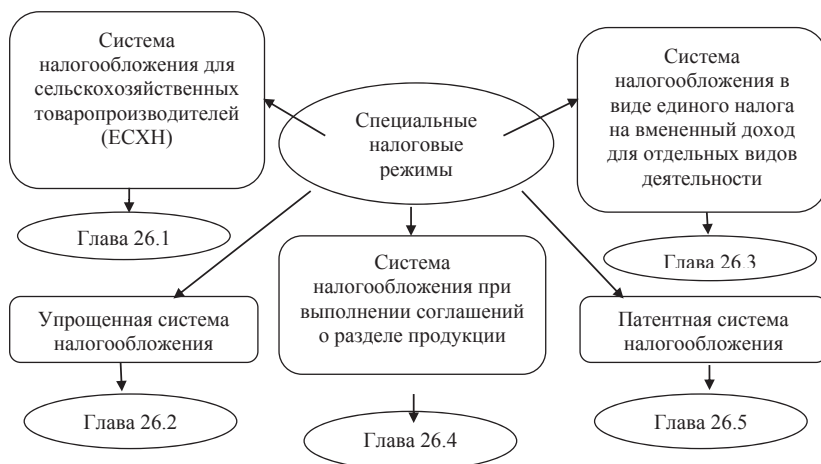 Система
налогообложения для
сельскохозяйственных
товаропроизводителей
(ЕСХН)
Глава 26.1
Специальные
налоговые
режимы
Система
налогообложения в
виде единого налога
на вмененный доход
для отдельных видов
деятельности
Глава 26.3
Упрощенная система
налогообложения
Глава 26.2
Система
налогообложения при
выполнении соглашений
о разделе продукции
Глава 26.4
Патентная система
налогообложения
Глава 26.5